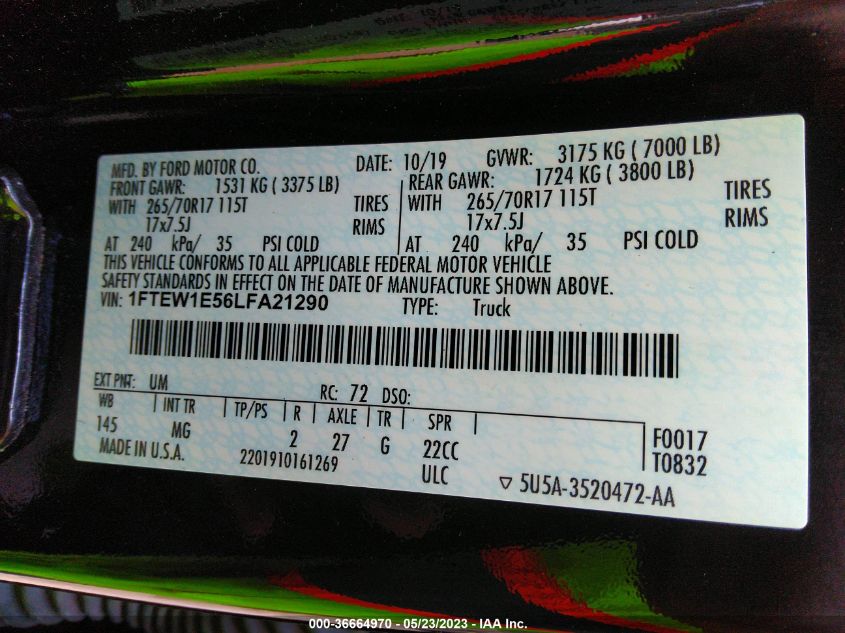 MFD. BY FORD MOTOR CO. DATE: 10/19 GVWR: 3175 KG ( 7000 LB)
FRONT GAWR: 1531 KG ( 3375 LB) REAR GAWR: 1724 KG ( 3800 LB)
WITH 265/70R17 115T TIRES WITH 265/70R17 115T TIRES
17x7.5J RIMS 17x7.5J RIMS
AT 240 kPa/ 35 PSI COLD AT 240 kPa/ 35 PSI COLD
THIS VEHICLE CONFORMS TO ALL APPLICABLE FEDERAL MOTOR VEHICLE
SAFETY STANDARDS IN EFFECT ON THE DATE OF MANUFACTURE SHOWN ABOVE.
VIN: 1FTEW1E56LFA21290 TYPE: Truck
EXT PNT: UM RC: 72 DSO:
WB INT TR TP/PS R AXLE TR SPR
145 MG 2 27 G 22CC F0017
MADE IN U.S.A. 2201910161269 ULC T0832
5U5A-3520472-AA
000-36664970 - 05/23/2023 - IAA Inc.